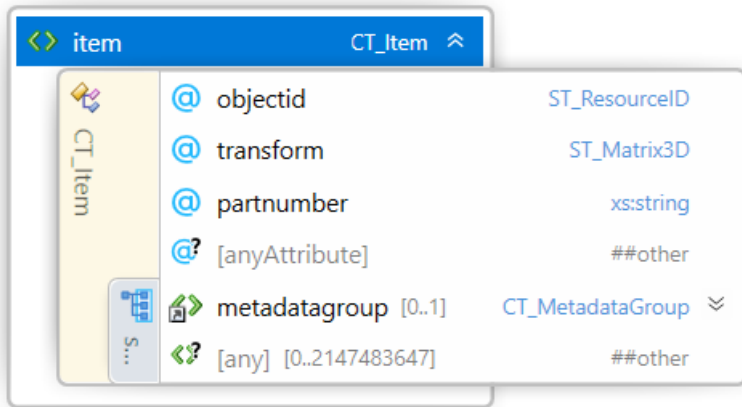 item CT_Item
CT_Item
@ objectid ST_ResourceID
@ transform ST_Matrix3D
@ partnumber xs:string
@? [anyAttribute] ##other
metadatagroup [0..1] CT_MetadataGroup
S...
? [any] [0..2147483647] ##other